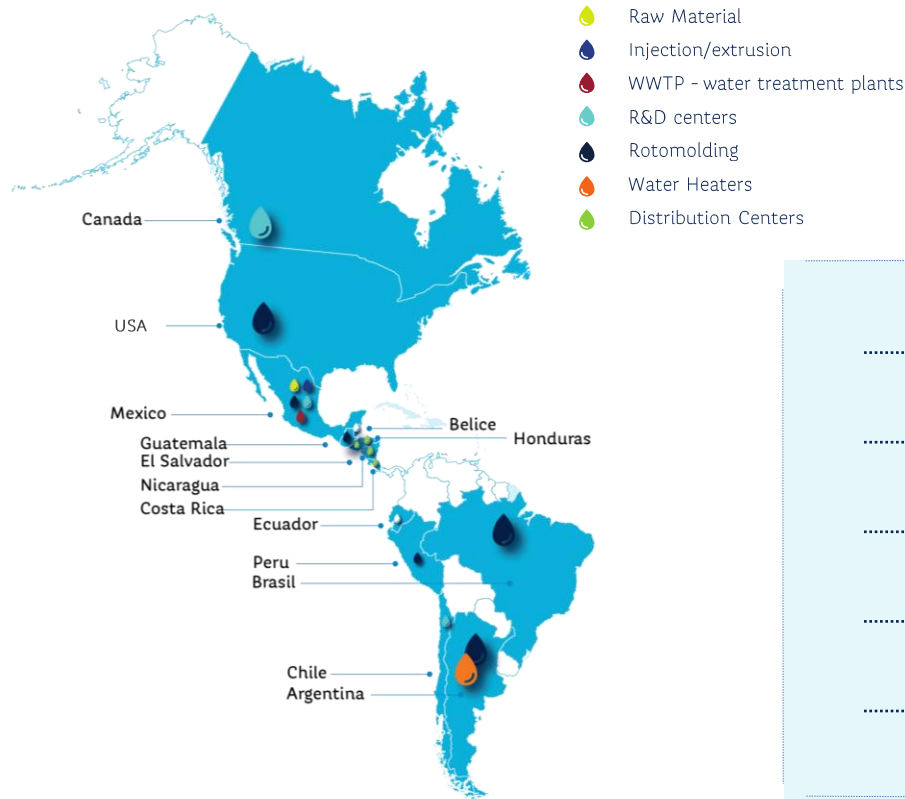 Raw Material
Injection/extrusion
WWTP - water treatment plants
R&D centers
Rotomolding
Water Heaters
Distribution Centers
Canada
USA
Mexico
Belice
Honduras
Guatemala
El Salvador
Nicaragua
Costa Rica
Ecuador
Peru
Brasil
Chile
Argentina